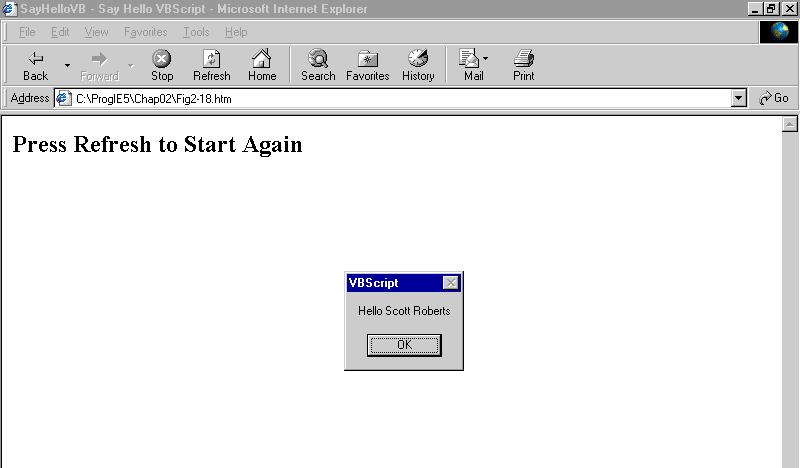 SayHelloVB - Say Hello VBScript - Microsoft Internet Explorer
File Edit View Favorites Tools Help
Back Forward Stop Refresh Home Search Favorites History Mail Print
Address C:\ProgIE5\Chap02\Fig2-18.htm Go
Press Refresh to Start Again
VBScript
Hello Scott Roberts
OK